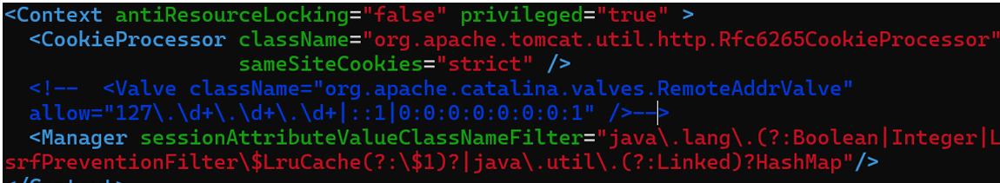 <Context antiResourceLocking="false" privileged="true" >
<CookieProcessor className="org.apache.tomcat.util.http.Rfc6265CookieProcessor"
sameSiteCookies="strict" />
<!-- <Valve className="org.apache.catalina.valves.RemoteAddrValve"
allow="127\.\d+\.\d+\.\d+|::1|0:0:0:0:0:0:0:1" />-->
<Manager sessionAttributeValueClassNameFilter="java\.lang\.(?:Boolean|Integer|L
srfPreventionFilter\$LruCache(?:\$1)?|java\.util\.(?:Linked)?HashMap"/>
</Context>